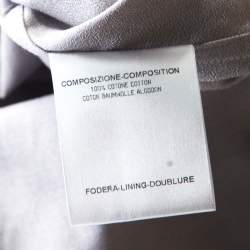 COMPOSIZIONE-COMPOSITION
100% COTONE COTTON
COTON BAUMWOLLE ALGODON
FODERA-LINING-DOUBLURE